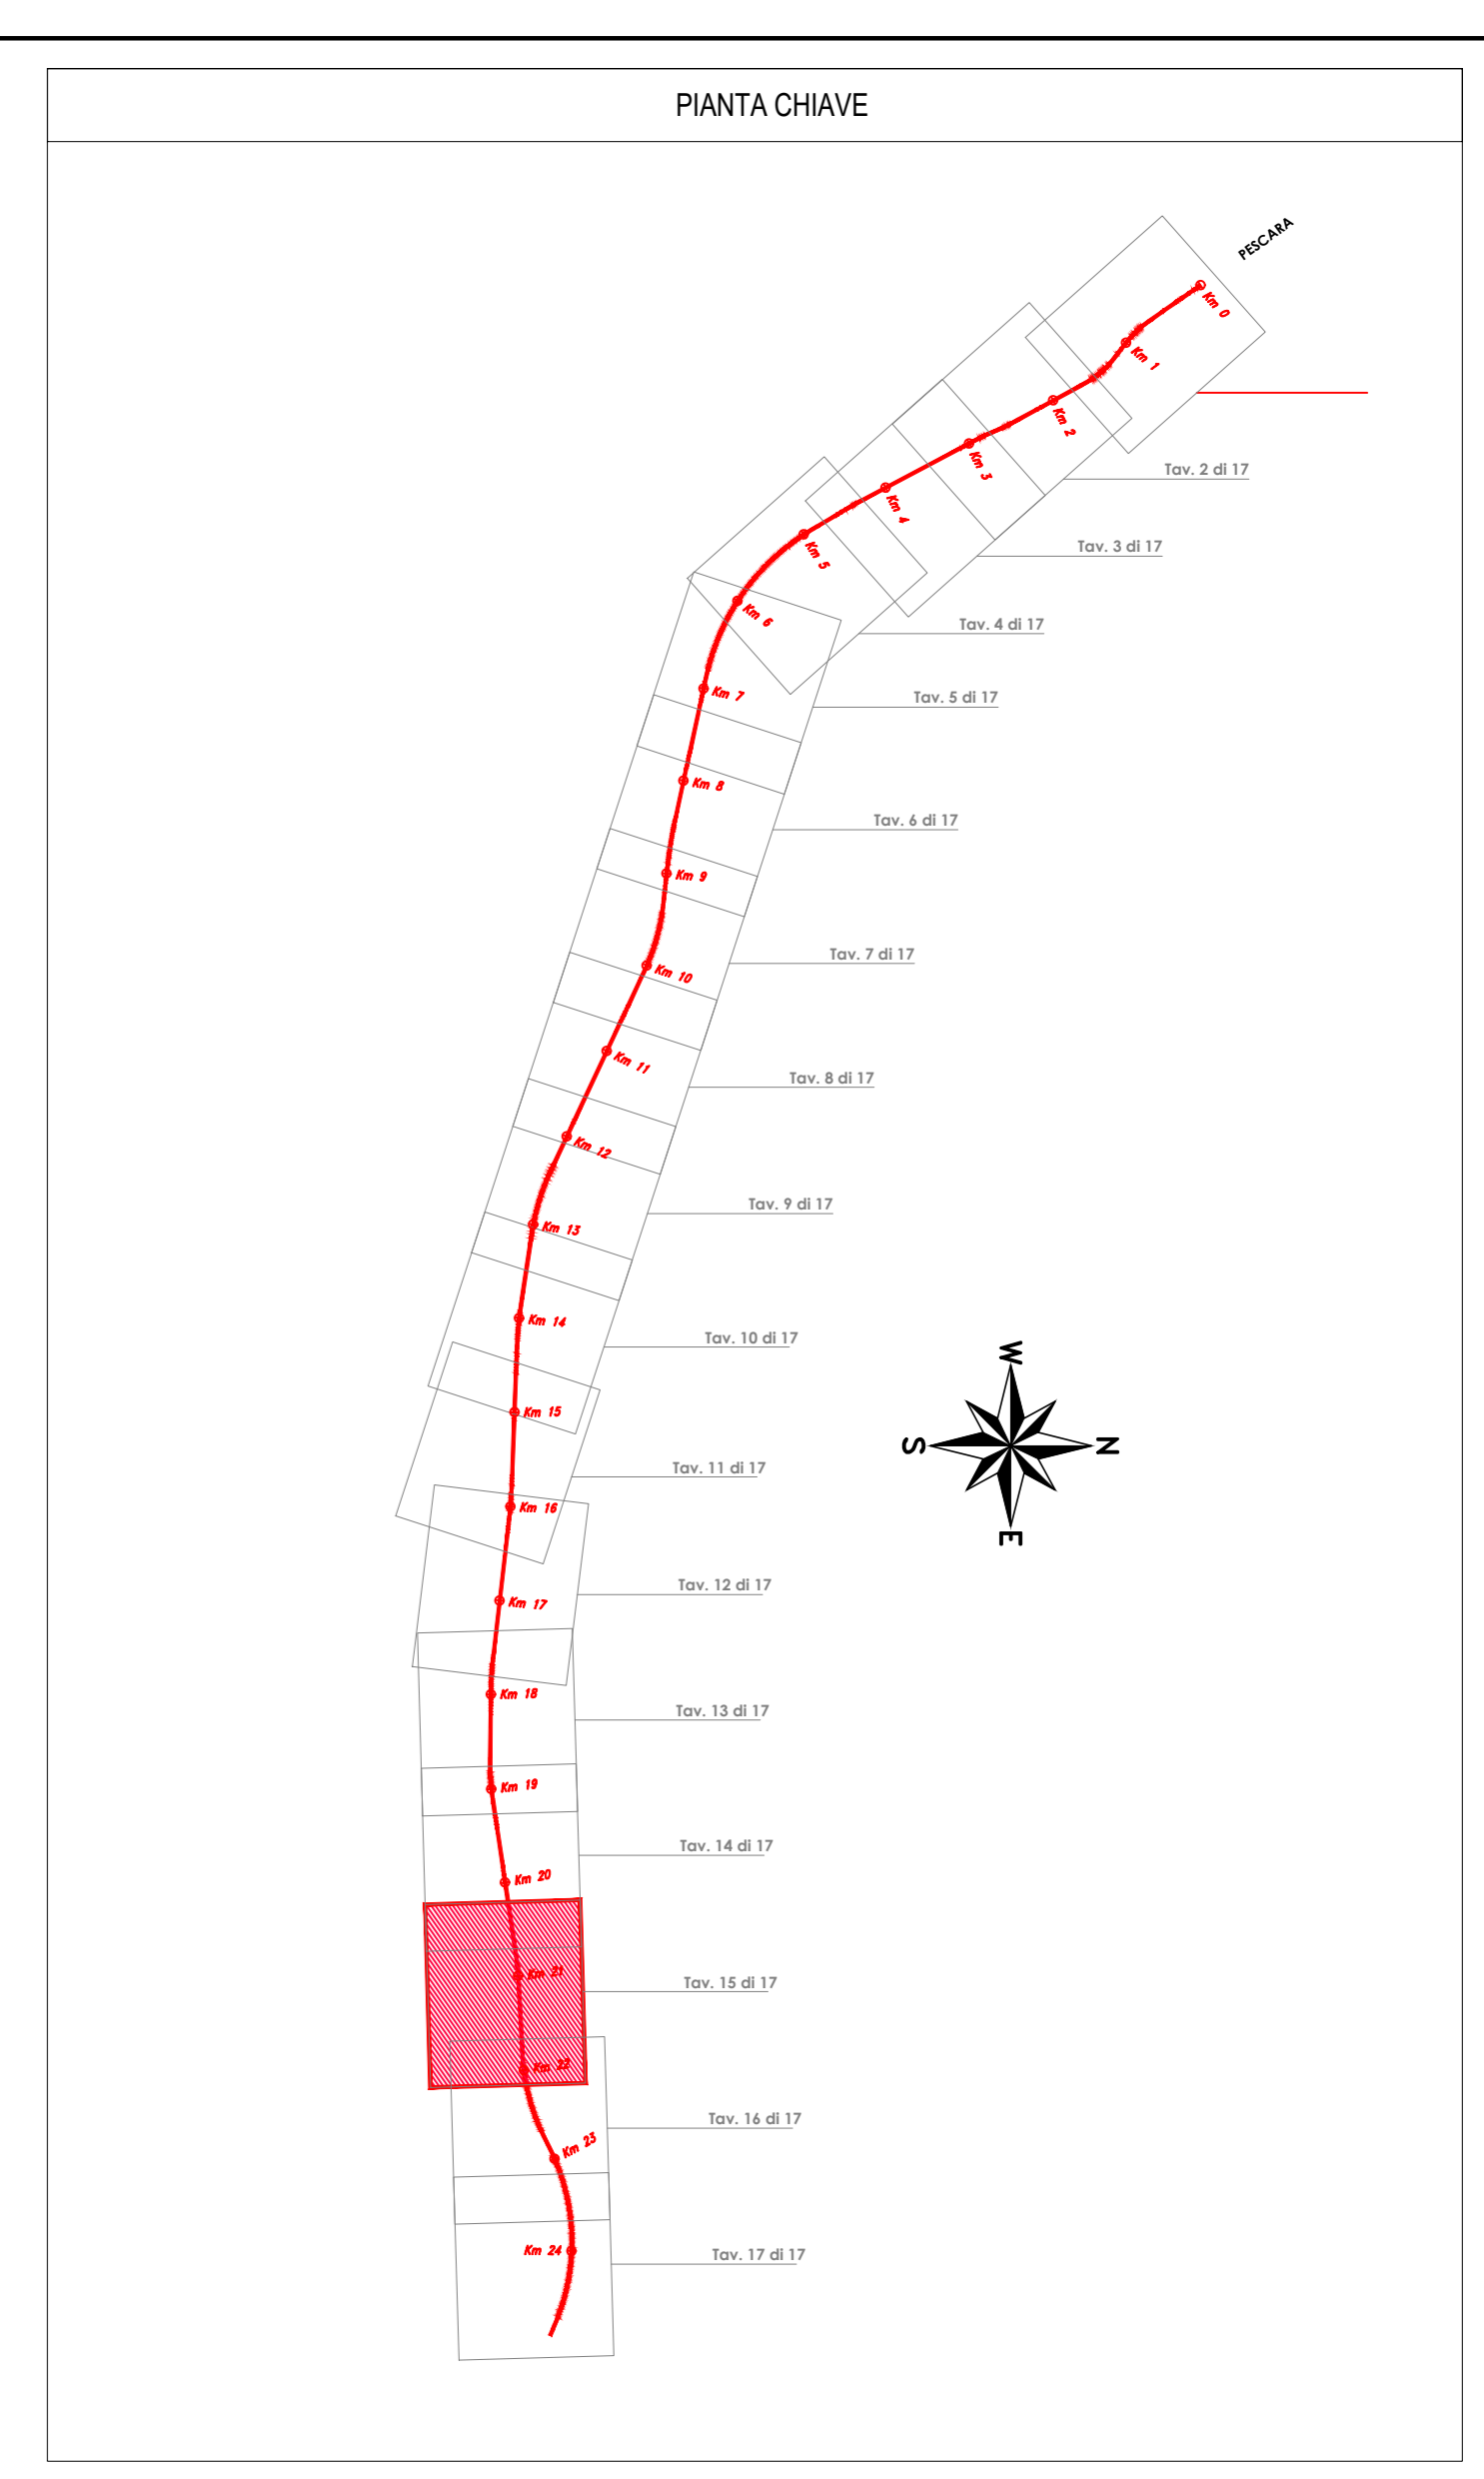 PIANTA CHIAVE
PESCARA
Km 0
Km 1
Km 2
Tav. 2 di 17
Km 3
Km 4
Tav. 3 di 17
Km 5
Km 6
Tav. 4 di 17
Km 7
Tav. 5 di 17
Km 8
Tav. 6 di 17
Km 9
Tav. 7 di 17
Km 10
Km 11
Tav. 8 di 17
Km 12
Tav. 9 di 17
Km 13
Km 14
Tav. 10 di 17
W
Km 15
S
N
Tav. 11 di 17
Km 16
E
Tav. 12 di 17
Km 17
Km 18
Tav. 13 di 17
Km 19
Tav. 14 di 17
Km 20
Km 21
Tav. 15 di 17
Km 22
Tav. 16 di 17
Km 23
Km 24
Tav. 17 di 17